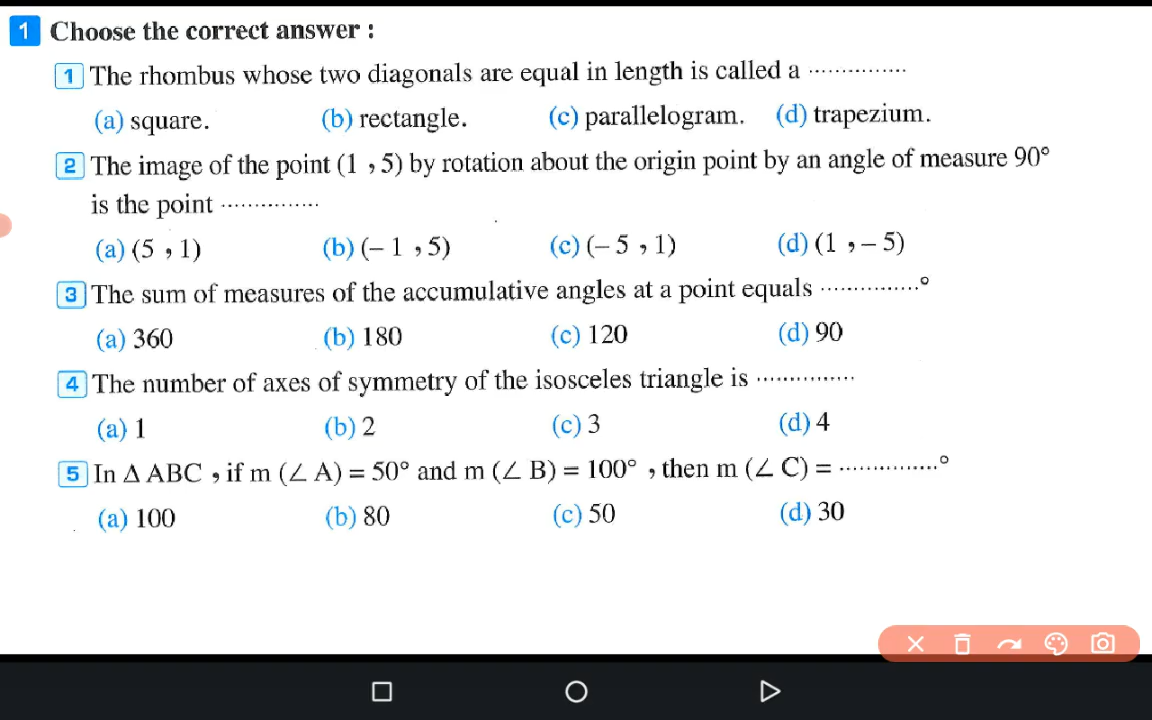 1 Choose the correct answer :
1 The rhombus whose two diagonals are equal in length is called a ...............
(a) square. (b) rectangle. (c) parallelogram. (d) trapezium.
2 The image of the point (1 , 5) by rotation about the origin point by an angle of measure 90°
is the point ...............
(a) (5 , 1) (b) (– 1 , 5) (c) (– 5 , 1) (d) (1 , – 5)
3 The sum of measures of the accumulative angles at a point equals ...............°
(a) 360 (b) 180 (c) 120 (d) 90
4 The number of axes of symmetry of the isosceles triangle is ...............
(a) 1 (b) 2 (c) 3 (d) 4
5 In Δ ABC , if m (∠ A) = 50° and m (∠ B) = 100° , then m (∠ C) = ...............°
(a) 100 (b) 80 (c) 50 (d) 30